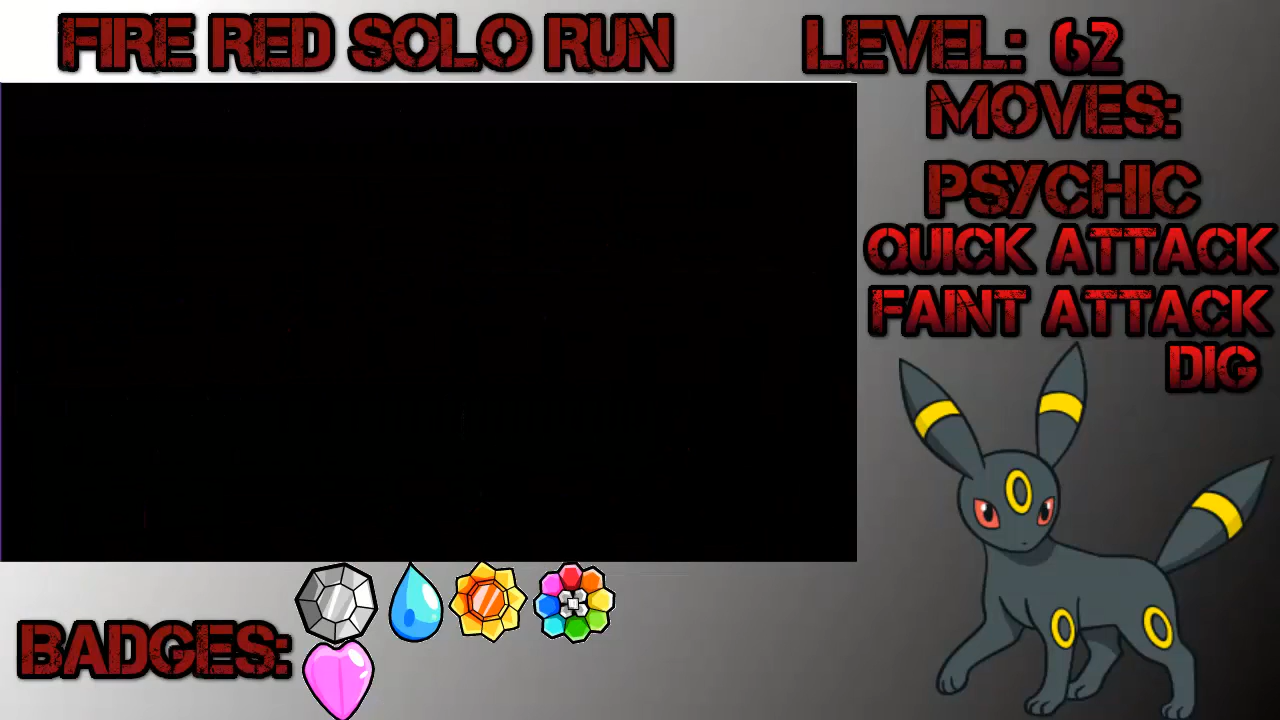 FIRE RED SOLO RUN
LEVEL: 62
MOVES:
PSYCHIC
QUICK ATTACK
FAINT ATTACK
DIG
BADGES: